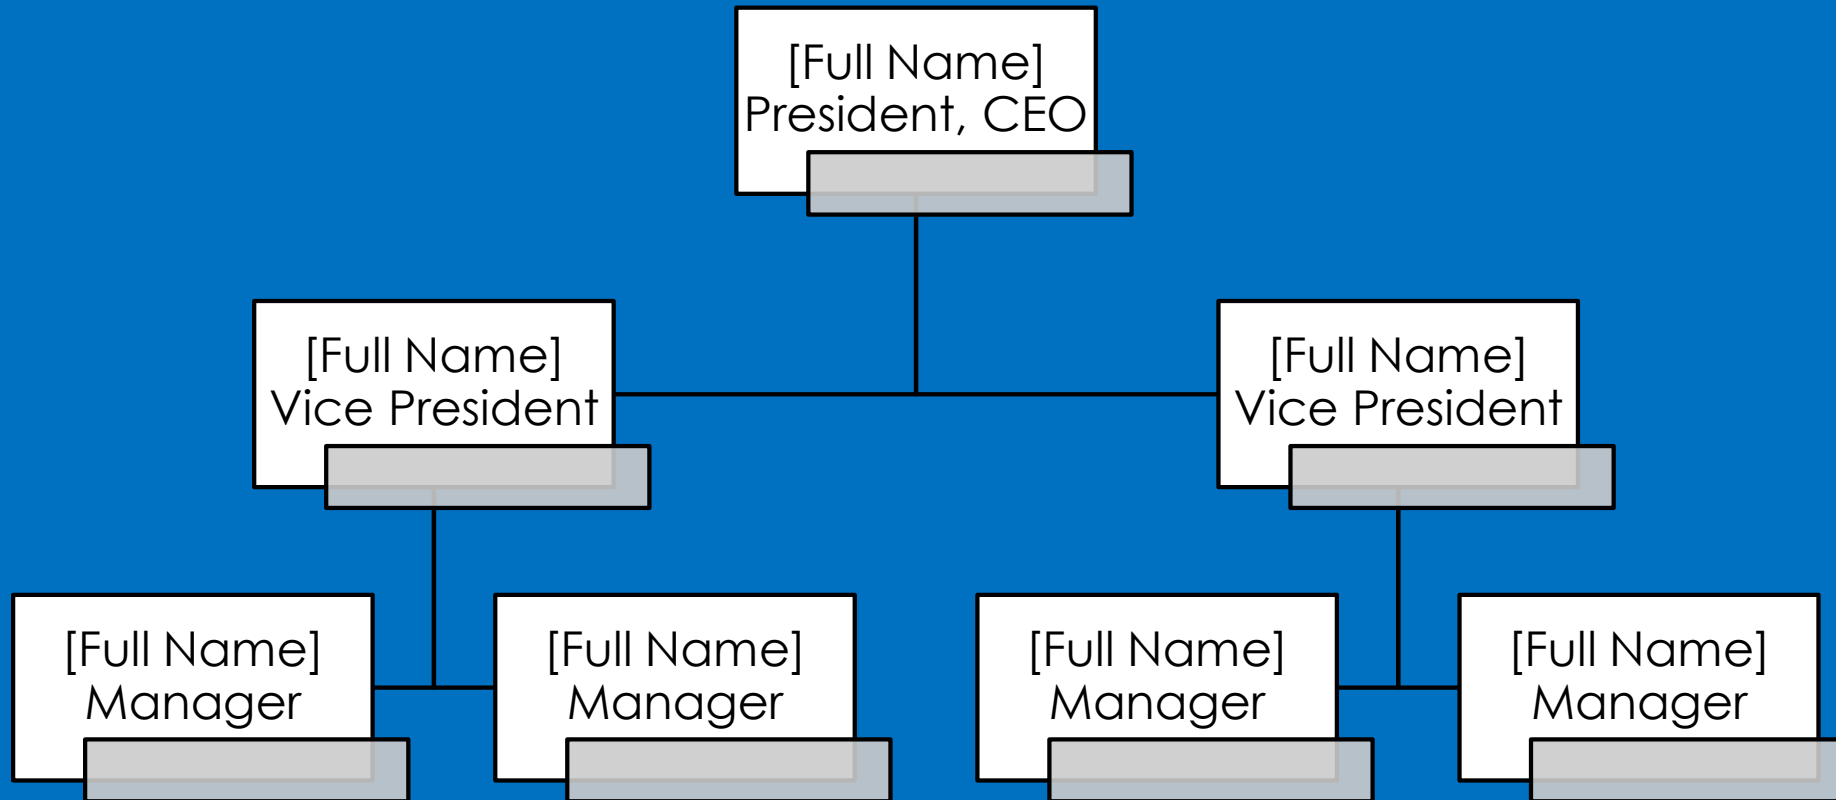 [Full Name]
President, CEO
[Full Name]
Vice President
[Full Name]
Vice President
[Full Name]
Manager
[Full Name]
Manager
[Full Name]
Manager
[Full Name]
Manager